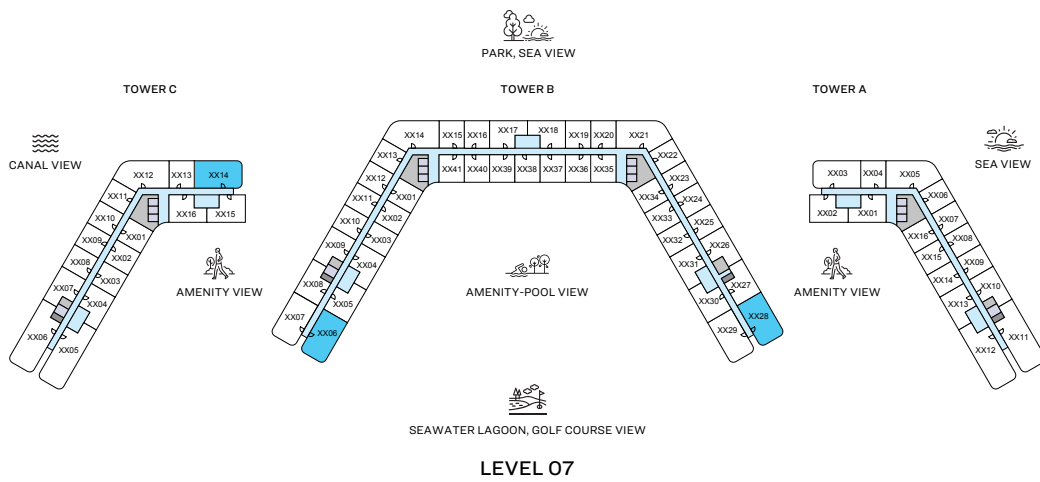 PARK, SEA VIEW
TOWER C
TOWER B
TOWER A
CANAL VIEW
SEA VIEW
XX12
XX13
XX14
XX11
XX10
XX09
XX08
XX07
XX06
XX16
XX15
XX01
XX02
XX03
XX04
XX05
AMENITY VIEW
XX14
XX15
XX16
XX17
XX18
XX19
XX20
XX21
XX13
XX12
XX11
XX10
XX09
XX08
XX07
XX41
XX40
XX39
XX38
XX37
XX36
XX35
XX01
XX02
XX03
XX04
XX05
XX06
XX22
XX23
XX24
XX25
XX26
XX27
XX28
XX34
XX33
XX32
XX31
XX30
XX29
AMENITY-POOL VIEW
AMENITY VIEW
XX03
XX04
XX05
XX02
XX01
XX06
XX07
XX08
XX09
XX10
XX11
XX16
XX15
XX14
XX13
XX12
SEAWATER LAGOON, GOLF COURSE VIEW
LEVEL 07